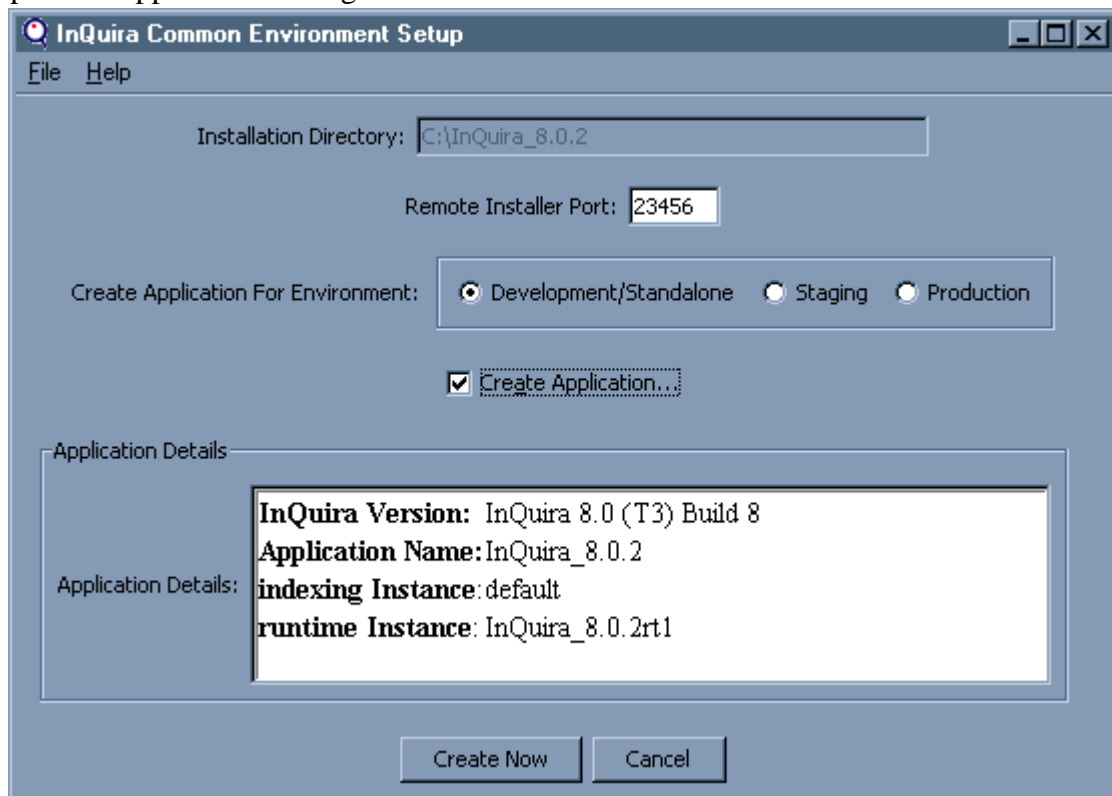 InQuira Common Environment Setup
File Help
Installation Directory: C:\InQuira_8.0.2
Remote Installer Port: 23456
Create Application For Environment: Development/Standalone Staging Production
Create Application...
Application Details
InQuira Version: InQuira 8.0 (T3) Build 8
Application Name: InQuira_8.0.2
Application Details:
indexing Instance: default
runtime Instance: InQuira_8.0.2rt1
Create Now Cancel